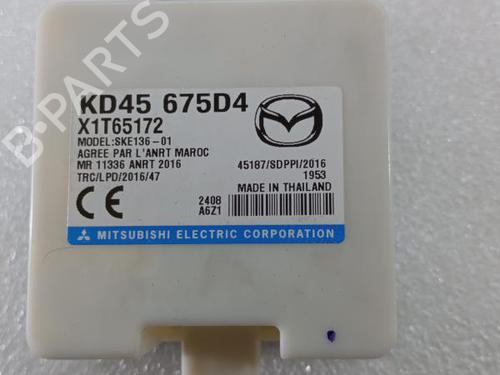 KD45 675D4
X1T65172
MODEL:SKE136-01
AGREE PAR L'ANRT MAROC
MR 11336 ANRT 2016
TRC/LPD/2016/47
45187/SDPPI/2016
1953
MADE IN THAILAND
CE
2408
A6Z1
MITSUBISHI ELECTRIC CORPORATION
B-PARTS